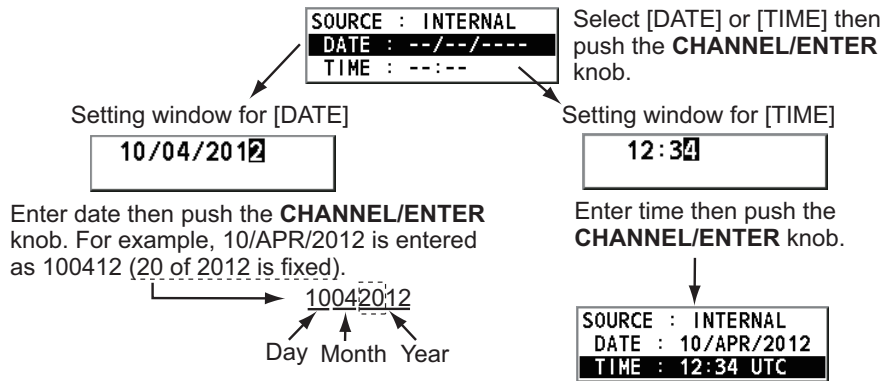 SOURCE : INTERNAL
DATE : --/--/----
TIME : --:--
Select [DATE] or [TIME] then
push the CHANNEL/ENTER
knob.
Setting window for [DATE]
10/04/2012
Enter date then push the CHANNEL/ENTER
knob. For example, 10/APR/2012 is entered
as 100412 (20 of 2012 is fixed).
10042012
Day Month Year
Setting window for [TIME]
12:34
Enter time then push the
CHANNEL/ENTER knob.
SOURCE : INTERNAL
DATE : 10/APR/2012
TIME : 12:34 UTC